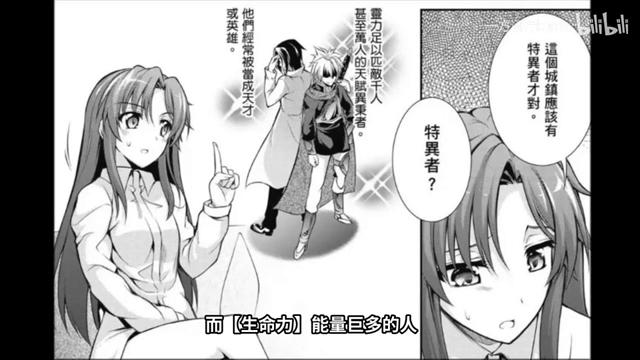 bilibili
這個城鎮應該有
特異者才對。
特異者?
靈力足以匹敵千人
甚至萬人的天賦異秉者。
他們經常被當成天才
或英雄。
而【生命力】能量巨多的人